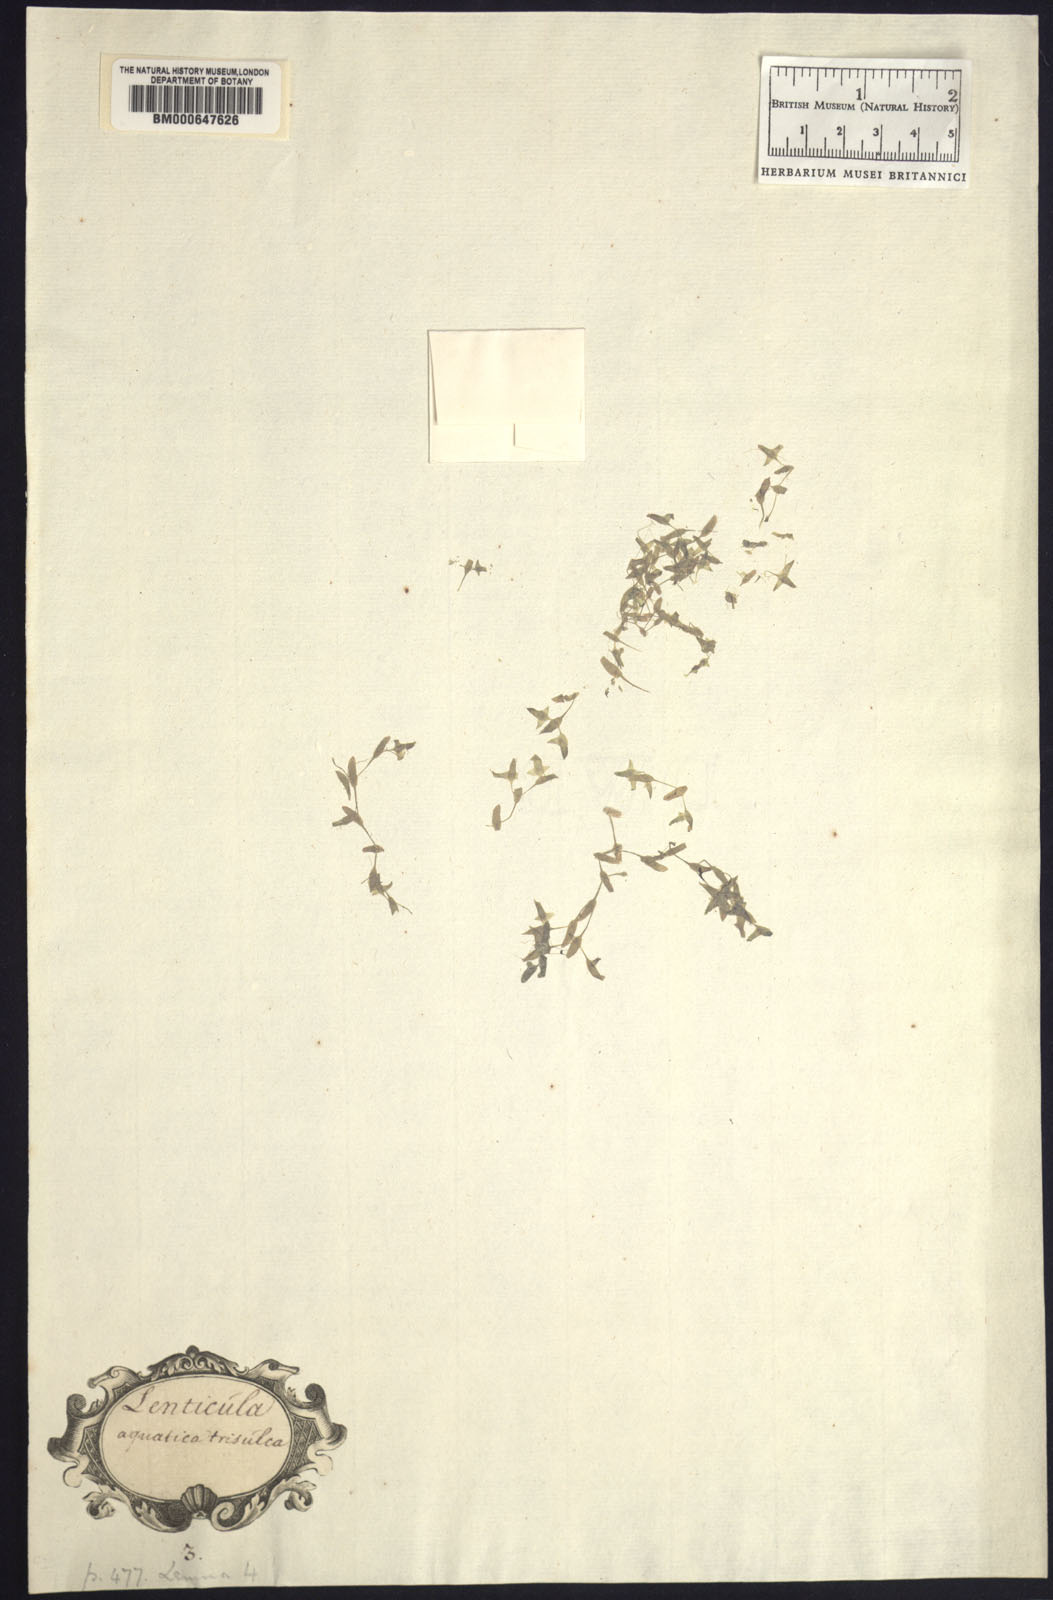 THE NATURAL HISTORY MUSEUM, LONDON
DEPARTMEMT OF BOTANY
BM000647626
1 2
BRITISH MUSEUM (NATURAL HISTORY)
1 2 3 4 5
HERBARIUM MUSEI BRITANNICI
Lenticula
aquatica trisulca
3.
p. 477. Lemna 4